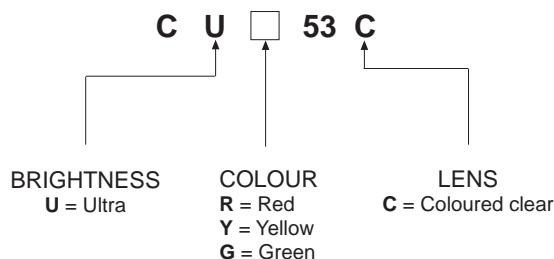 C U 53 C
BRIGHTNESS
U = Ultra
COLOUR
R = Red
Y = Yellow
G = Green
LENS
C = Coloured clear